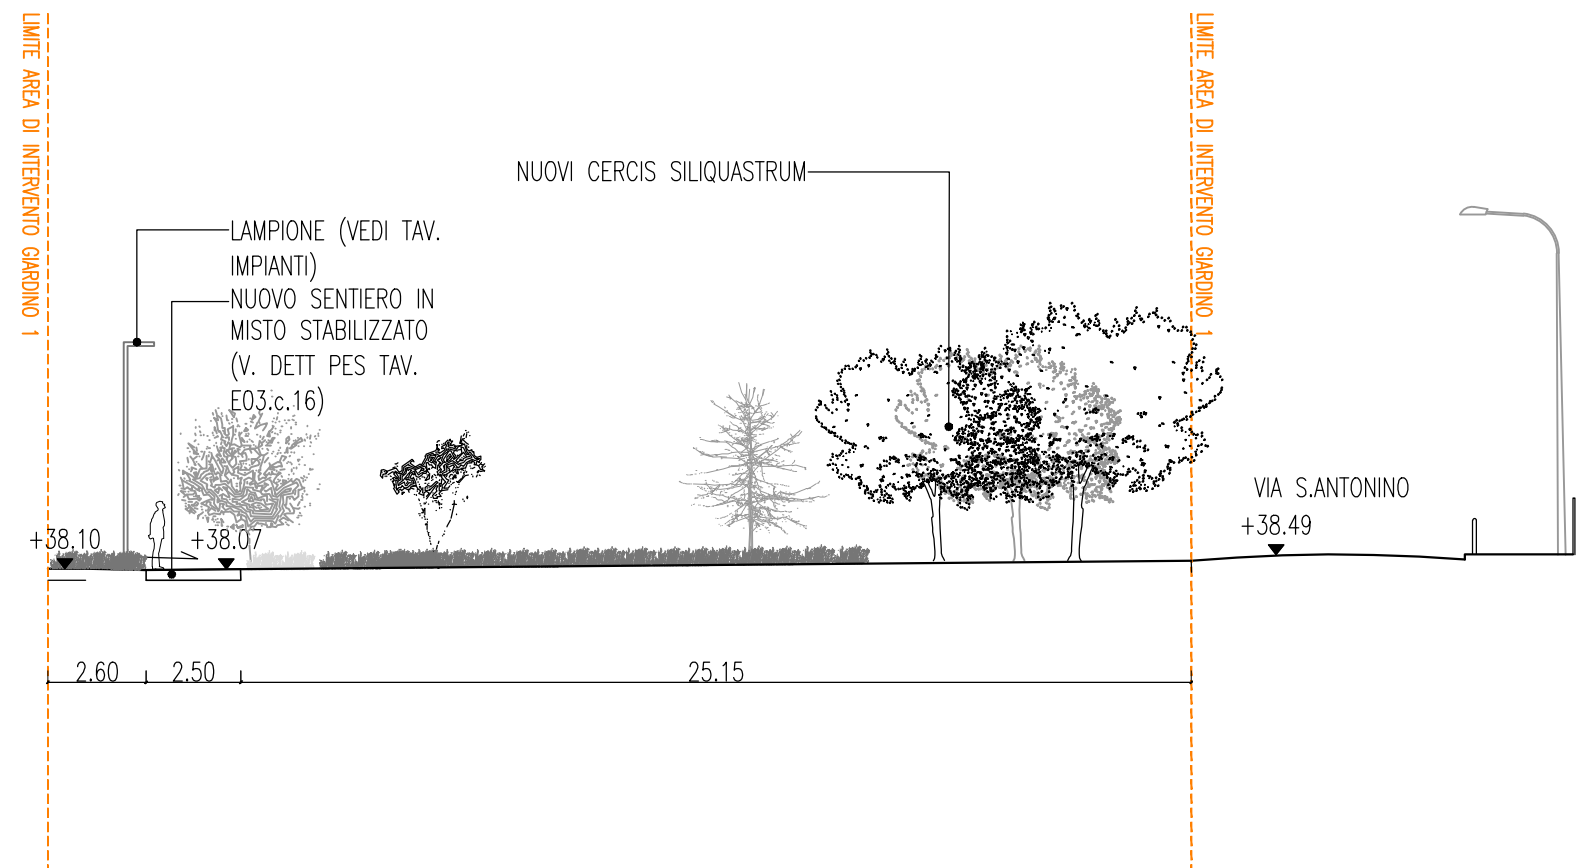 LIMITE AREA DI INTERVENTO GIARDINO 1
LIMITE AREA DI INTERVENTO GIARDINO 1
NUOVI CERCIS SILIQUASTRUM
LAMPIONE (VEDI TAV.
IMPIANTI)
NUOVO SENTIERO IN
MISTO STABILIZZATO
(V. DETT PES TAV.
E03.c.16)
VIA S.ANTONINO
+38.49
+38.10
+38.07
2.60
2.50
25.15